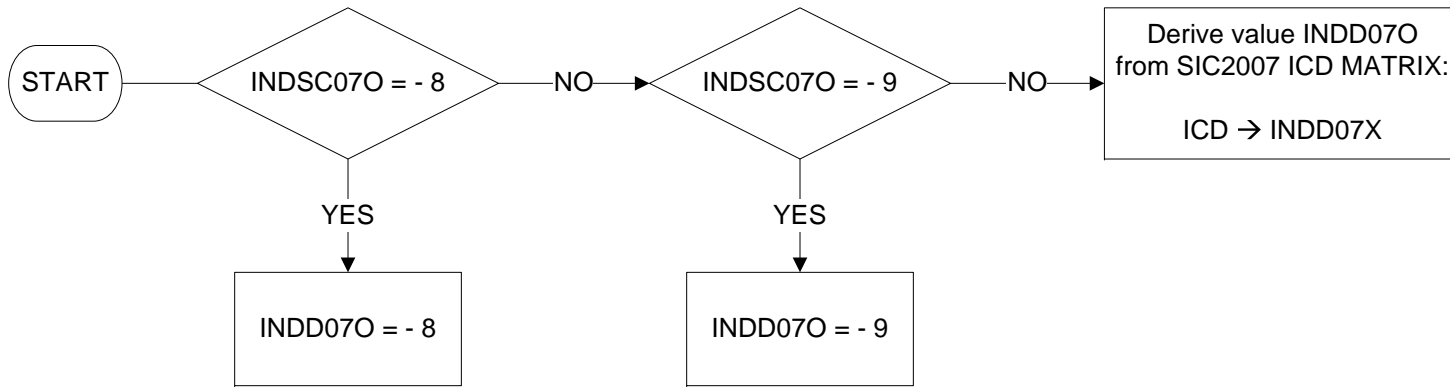 START
INDSC07O = - 8
NO
INDSC07O = - 9
NO
Derive value INDD07O
from SIC2007 ICD MATRIX:
ICD → INDD07X
YES
YES
INDD07O = - 8
INDD07O = - 9